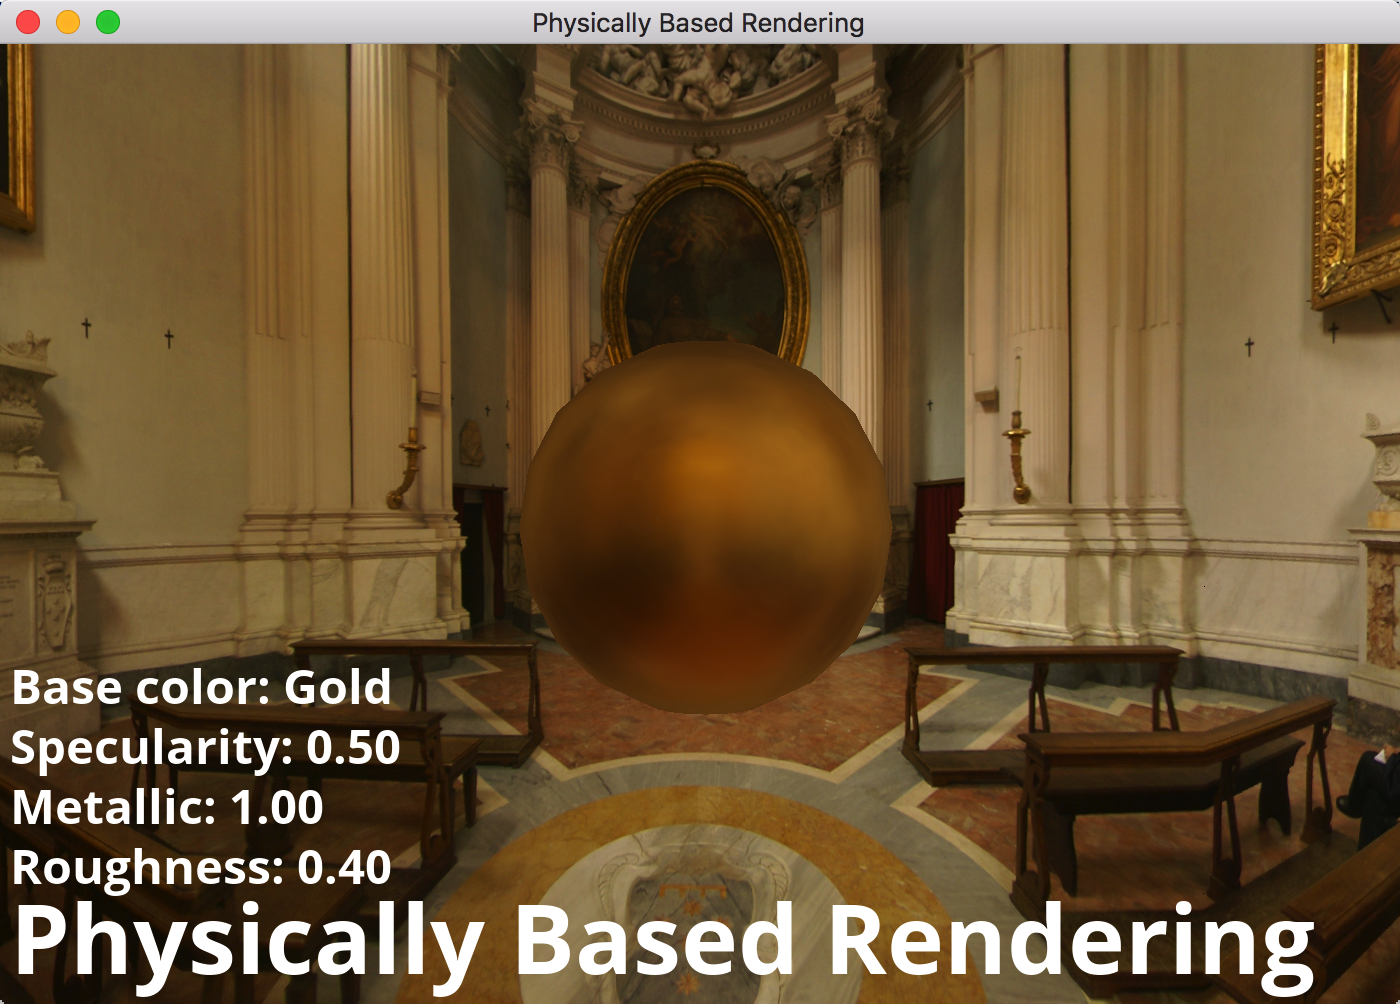 Physically Based Rendering
Base color: Gold
Specularity: 0.50
Metallic: 1.00
Roughness: 0.40
Physically Based Rendering